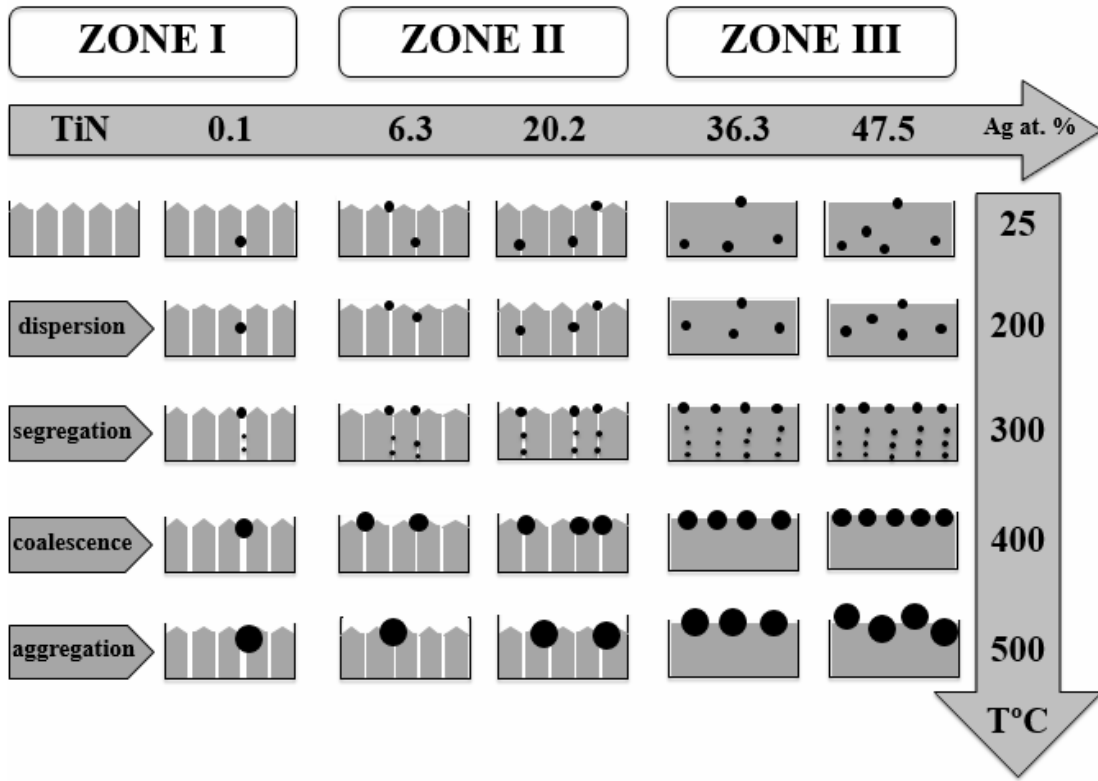 ZONE I ZONE II ZONE III
TiN 0.1 6.3 20.2 36.3 47.5 Ag at. %
25
dispersion 200
segregation 300
coalescence 400
aggregation 500
TºC